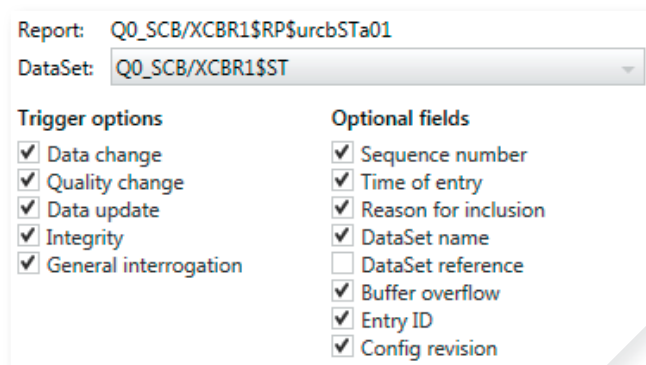 Report: Q0_SCB/XCBR1$RP$urcbSTa01
DataSet: Q0_SCB/XCBR1$ST
Trigger options
Data change
Quality change
Data update
Integrity
General interrogation
Optional fields
Sequence number
Time of entry
Reason for inclusion
DataSet name
DataSet reference
Buffer overflow
Entry ID
Config revision